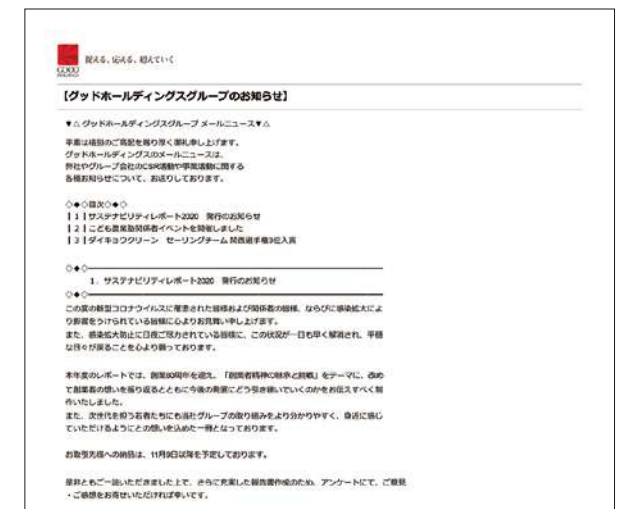 捉える、応える、超えていく
GOOD
HOLDINGS
【グッドホールディングスグループのお知らせ】
▼△グッドホールディングスグループ メールニュース▼△
平素は格別のご高配を賜り厚く御礼申し上げます。
グッドホールディングスのメールニュースは、
弊社やグループ会社のCSR活動や事業活動に関する
各種お知らせについて、お送りしております。
◇◆◇目次◇◆◇
| 1 | サステナビリティレポート2020 発行のお知らせ
| 2 | こども農業塾関係者イベントを開催しました
| 3 | ダイキョウクリーン セーリングチーム 関西選手権3位入賞
◇◆◇
1. サステナビリティレポート2020 発行のお知らせ
◇◆◇
この度の新型コロナウイルスに罹患された皆様および関係者の皆様、ならびに感染拡大によ
り影響をうけられている皆様に心よりお見舞い申し上げます。
また、感染拡大防止に日夜ご尽力されている皆様に、この状況が一日も早く解消され、平穏
な日々が戻ることを心より願っております。
本年度のレポートでは、創業60周年を迎え、「創業者精神の継承と挑戦」をテーマに、改め
て創業者の想いを振り返るとともに今後の発展にどう引き継いでいくのかをお伝えすべく制
作いたしました。
また、次世代を担う若者たちにも当社グループの取り組みをより分かりやすく、身近に感じ
ていただけるようにとの想いを込めた一冊となっております。
お取引先様への納品は、11月9日以降を予定しております。
是非ともご一読いただきました上で、さらに充実した報告書作成のため、アンケートにて、ご意見
・ご感想をお寄せいただければ幸いです。